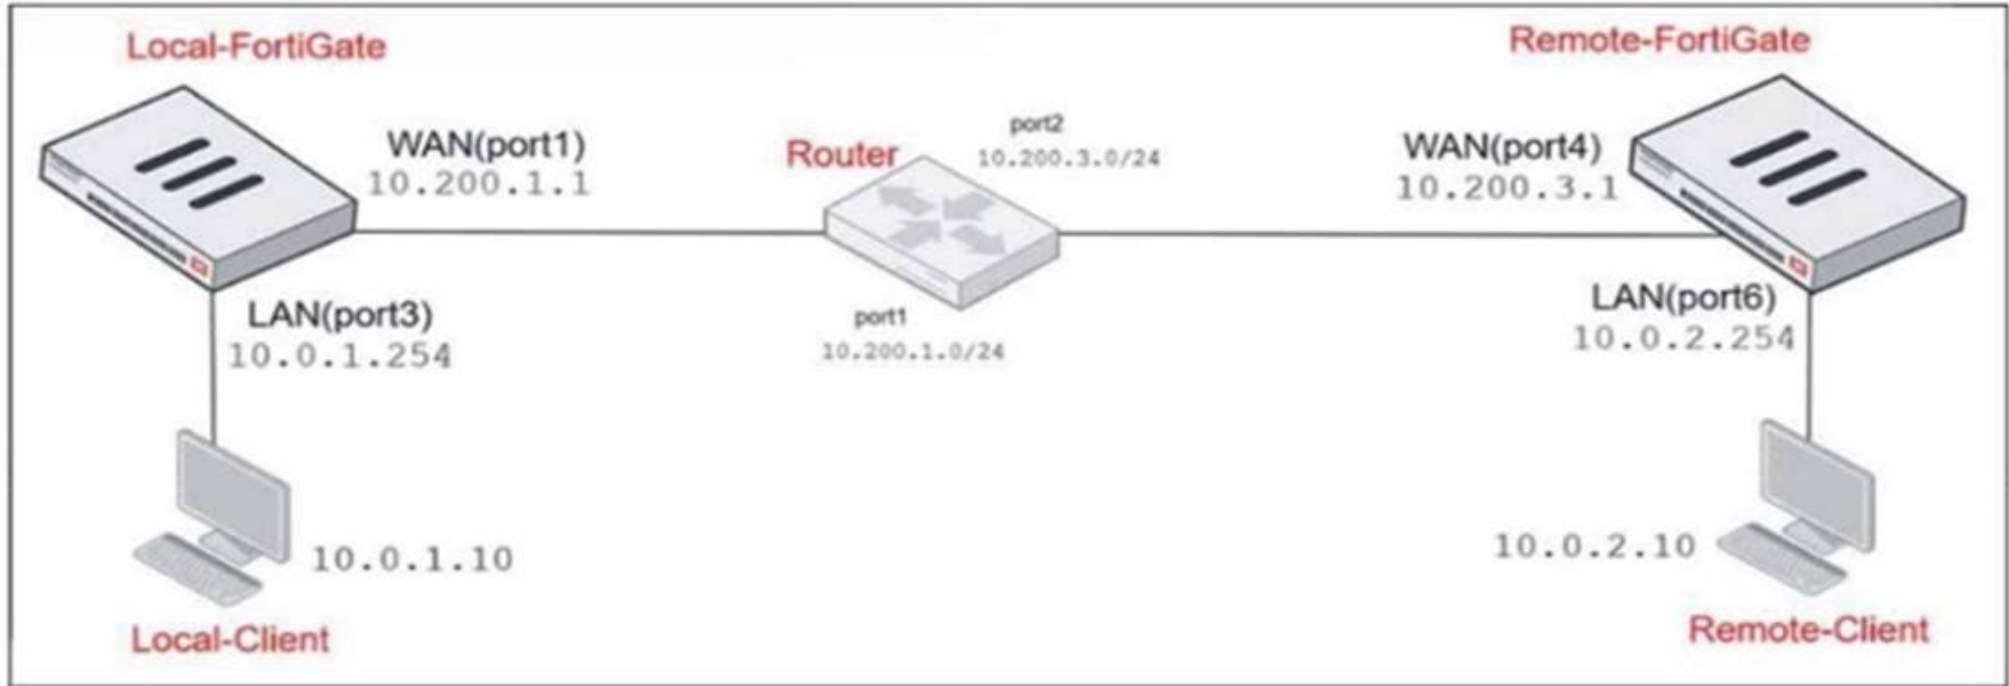 Local-FortiGate
Remote-FortiGate
WAN(port1)
10.200.1.1
Router
port2
10.200.3.0/24
WAN(port4)
10.200.3.1
LAN(port3)
10.0.1.254
port1
10.200.1.0/24
LAN(port6)
10.0.2.254
10.0.1.10
10.0.2.10
Local-Client
Remote-Client